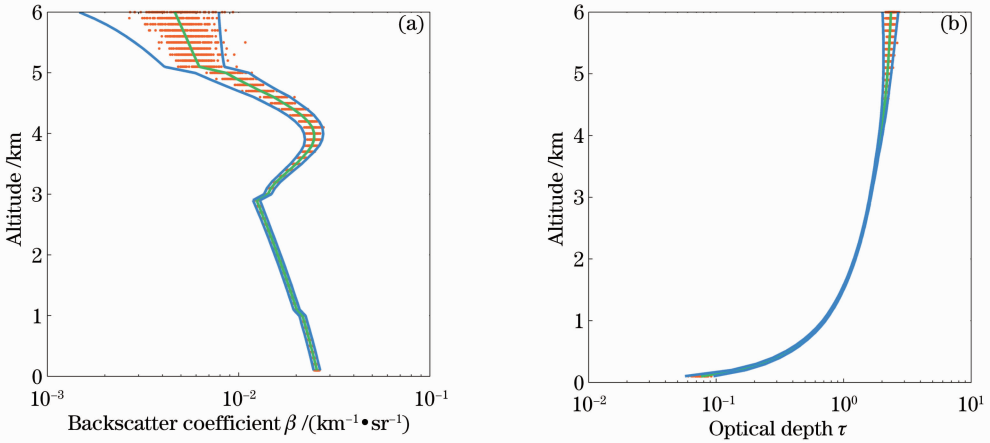 (a)
6
5
4
3
2
1
0
Altitude /km
10⁻³ 10⁻² 10⁻¹
Backscatter coefficient β /(km⁻¹•sr⁻¹)
(b)
6
5
4
3
2
1
0
Altitude /km
10⁻² 10⁻¹ 10⁰ 10¹
Optical depth τ